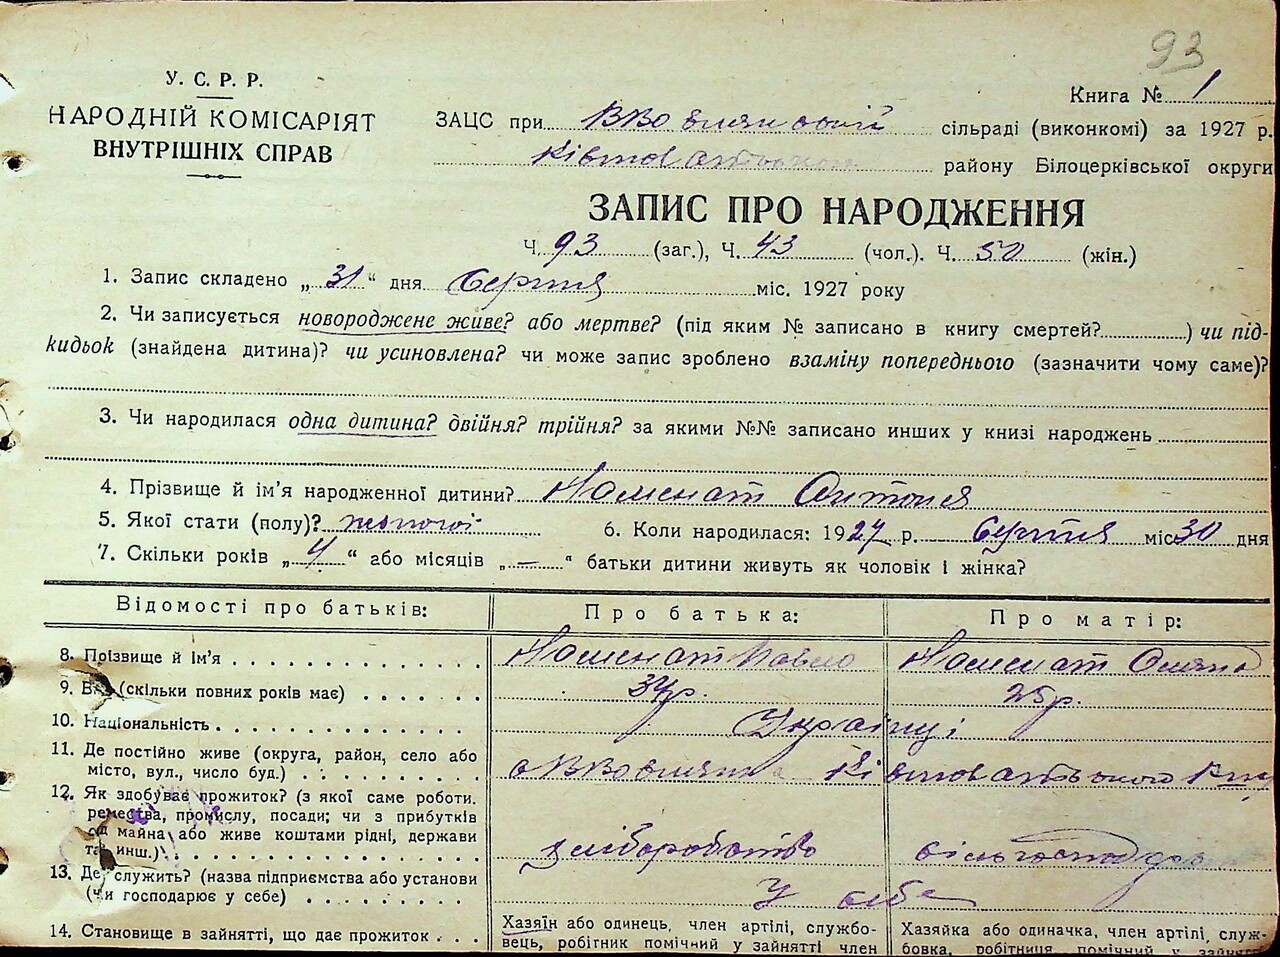 93
У. С. Р. Р.
НАРОДНІЙ КОМІСАРІЯТ
ВНУТРІШНІХ СПРАВ
Книга № 1
ЗАЦС при сільраді (виконкомі) за 1927 р.
району Білоцерківської округи
ЗАПИС ПРО НАРОДЖЕННЯ
Ч. 93 (заг.), Ч. 43 (чол.). Ч. 50 (жін.)
1. Запис складено „ 31 “ дня Серпня міс. 1927 року
2. Чи записується новороджене живе? або мертве? (під яким № записано в книгу смертей? ) чи під-
кидьок (знайдена дитина)? чи усиновлена? чи може запис зроблено взаміну попереднього (зазначити чому саме)?
3. Чи народилася одна дитина? двійня? трійня? за якими №№ записано инших у книзі народжень
4. Прізвище й ім'я народженної дитини?
5. Якої стати (полу)? жіночої 6. Коли народилася: 1927 р. Серпня міс 30 дня
7. Скільки років „ 4 “ або місяців „ — “ батьки дитини живуть як чоловік і жінка?
Відомості про батьків: Про батька: Про матір:
8. Прізвище й ім'я Павло
9. Вік (скільки повних років має) 25р.
10. Національність Українці
11. Де постійно живе (округа, район, село або
місто, вул., число буд.)
12. Як здобуває прожиток? (з якої саме роботи.
ремества, промислу, посади; чи з прибутків
од майна або живе коштами рідні, держави
та инш.) хліборобство
13. Де служить? (назва підприємства або установи
(чи господарює у себе) У себе
14. Становище в зайнятті, що дає прожиток
Хазяїн або одинець, член артілі, службо-
вець, робітник помічний у зайнятті член
Хазяйка або одиначка, член артілі, служ-
бовка, робітниця помічний у зайнятті